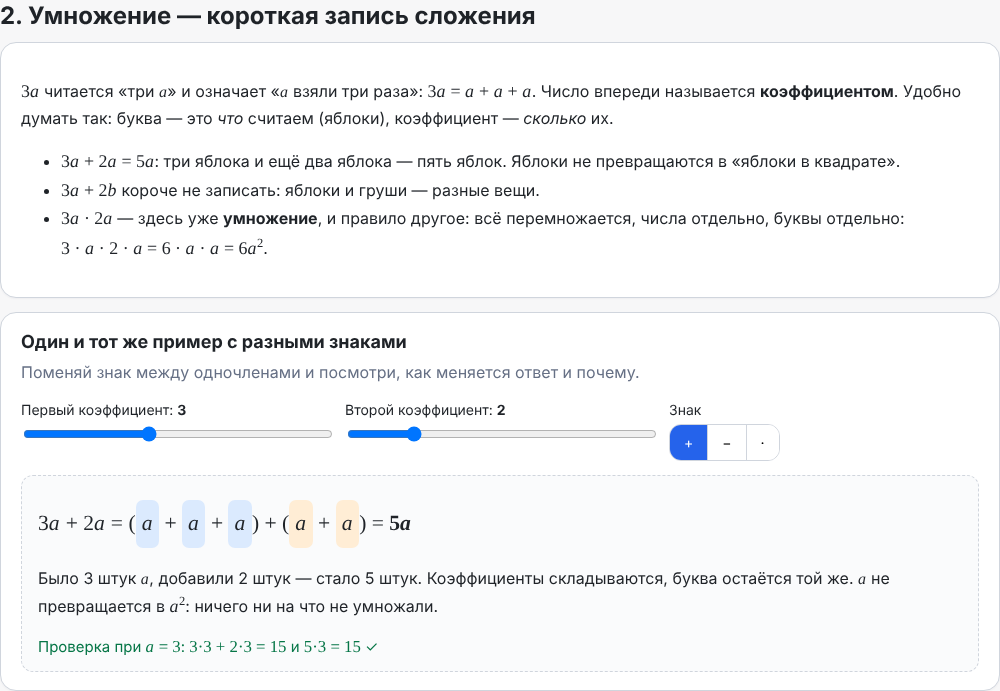 2. Умножение — короткая запись сложения
3a читается «три a» и означает «a взяли три раза»: 3a = a + a + a. Число впереди называется коэффициентом. Удобно
думать так: буква — это что считаем (яблоки), коэффициент — сколько их.
• 3a + 2a = 5a: три яблока и ещё два яблока — пять яблок. Яблоки не превращаются в «яблоки в квадрате».
• 3a + 2b короче не записать: яблоки и груши — разные вещи.
• 3a · 2a — здесь уже умножение, и правило другое: всё перемножается, числа отдельно, буквы отдельно:
3 · a · 2 · a = 6 · a · a = 6a².
Один и тот же пример с разными знаками
Поменяй знак между одночленами и посмотри, как меняется ответ и почему.
Первый коэффициент: 3 Второй коэффициент: 2 Знак
+ − ·
3a + 2a = (a + a + a) + (a + a) = 5a
Было 3 штук a, добавили 2 штук — стало 5 штук. Коэффициенты складываются, буква остаётся той же. a не
превращается в a²: ничего ни на что не умножали.
Проверка при a = 3: 3·3 + 2·3 = 15 и 5·3 = 15 ✓